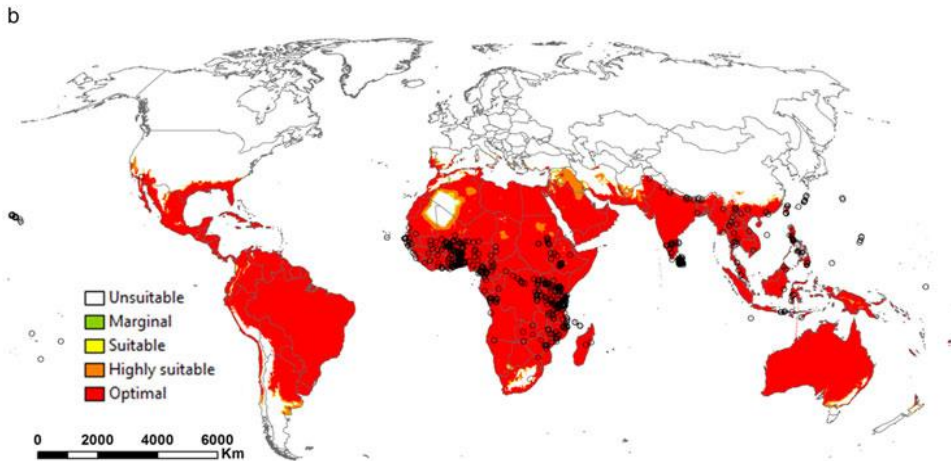 b
Unsuitable
Marginal
Suitable
Highly suitable
Optimal
0 2000 4000 6000
Km